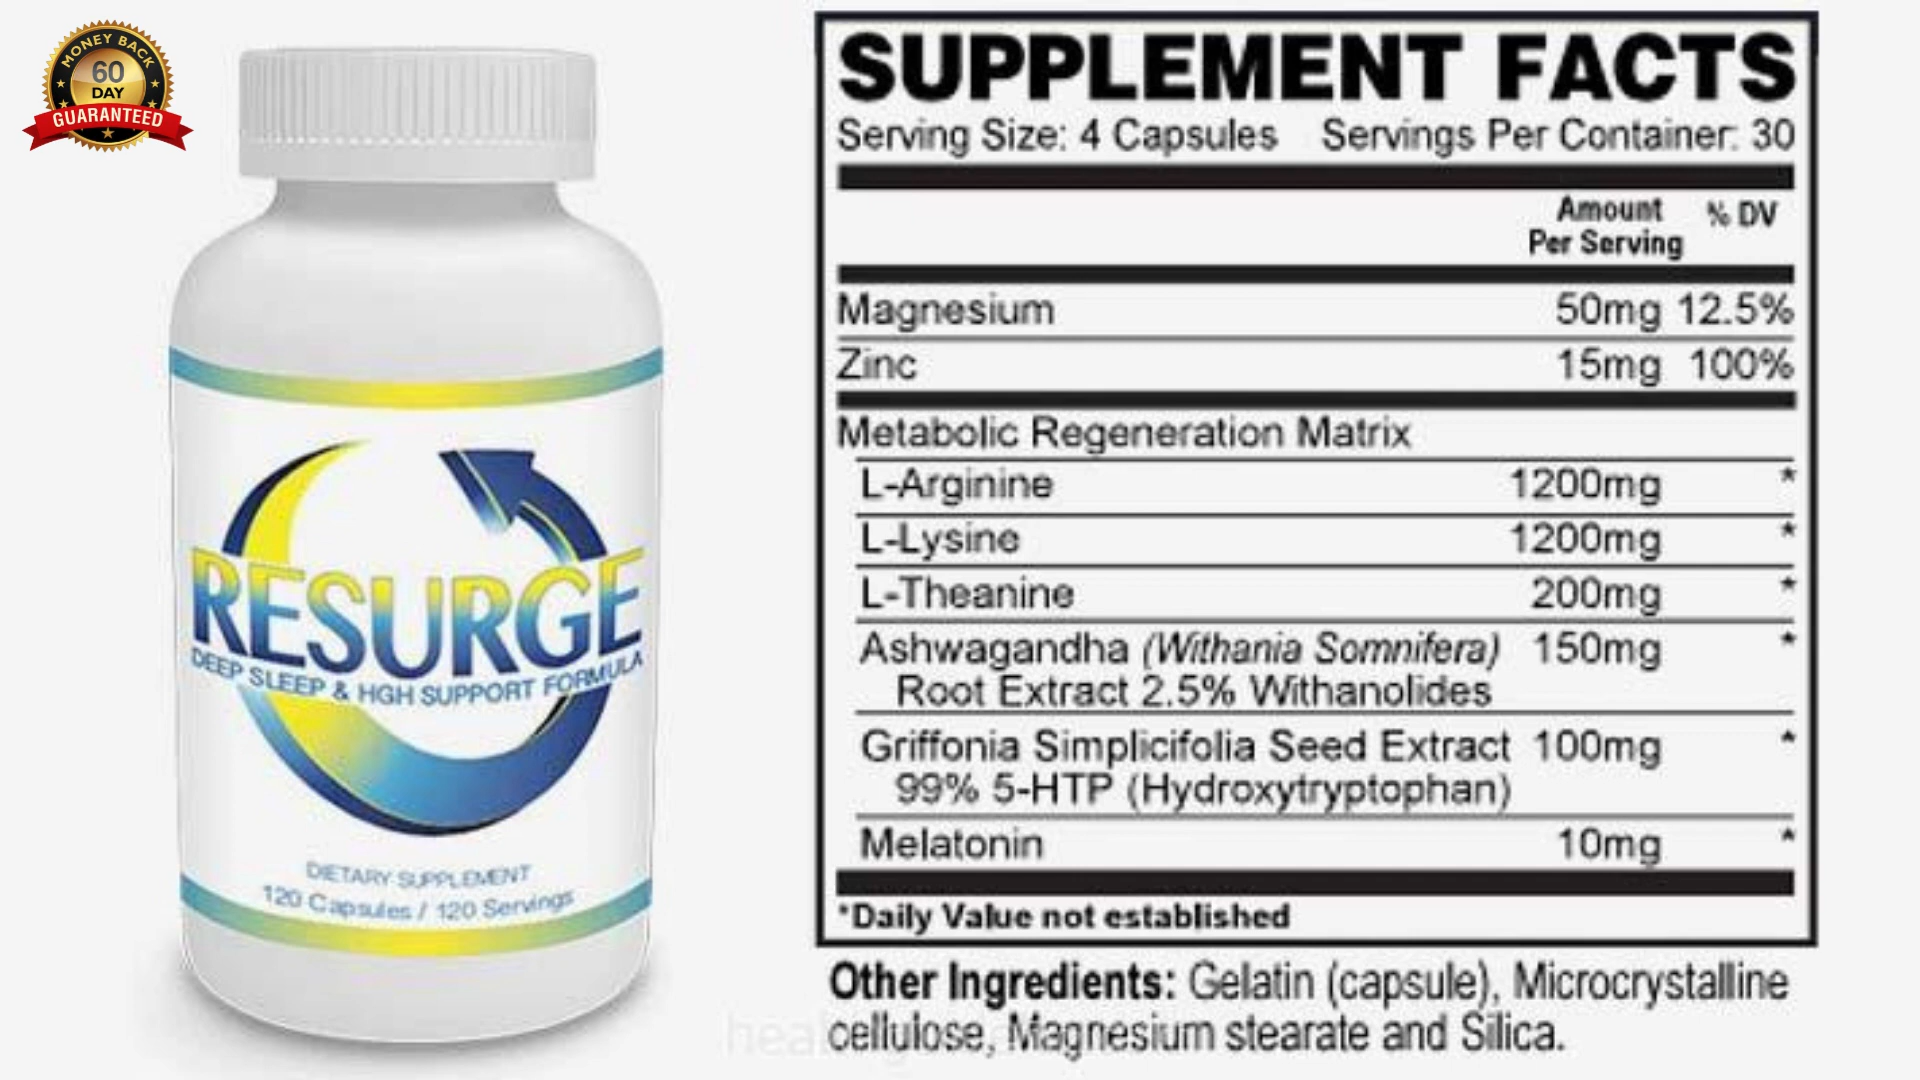 MONEY BACK
60
DAY
GUARANTEED
RESURGE
DEEP SLEEP & HGH SUPPORT FORMULA
DIETARY SUPPLEMENT
120 Capsules / 120 Servings
SUPPLEMENT FACTS
Serving Size: 4 Capsules Servings Per Container: 30
Amount
Per Serving % DV
Magnesium 50mg 12.5%
Zinc 15mg 100%
Metabolic Regeneration Matrix
L-Arginine 1200mg *
L-Lysine 1200mg *
L-Theanine 200mg *
Ashwagandha (Withania Somnifera) 150mg *
Root Extract 2.5% Withanolides
Griffonia Simplicifolia Seed Extract 100mg *
99% 5-HTP (Hydroxytryptophan)
Melatonin 10mg *
*Daily Value not established
Other Ingredients: Gelatin (capsule), Microcrystalline
cellulose, Magnesium stearate and Silica.